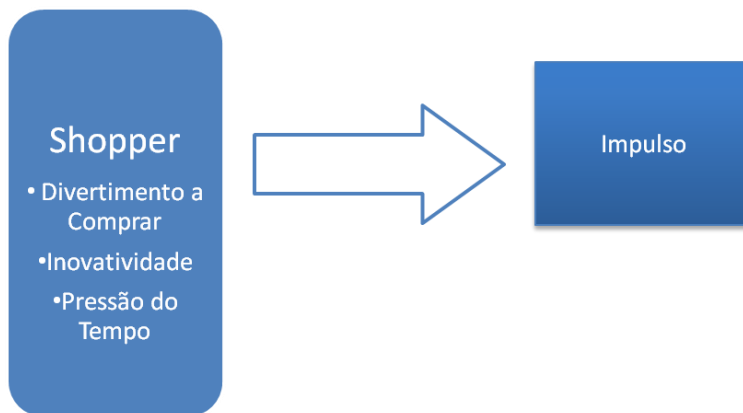 Shopper
• Divertimento a
Comprar
•Inovatividade
•Pressão do
Tempo
Impulso